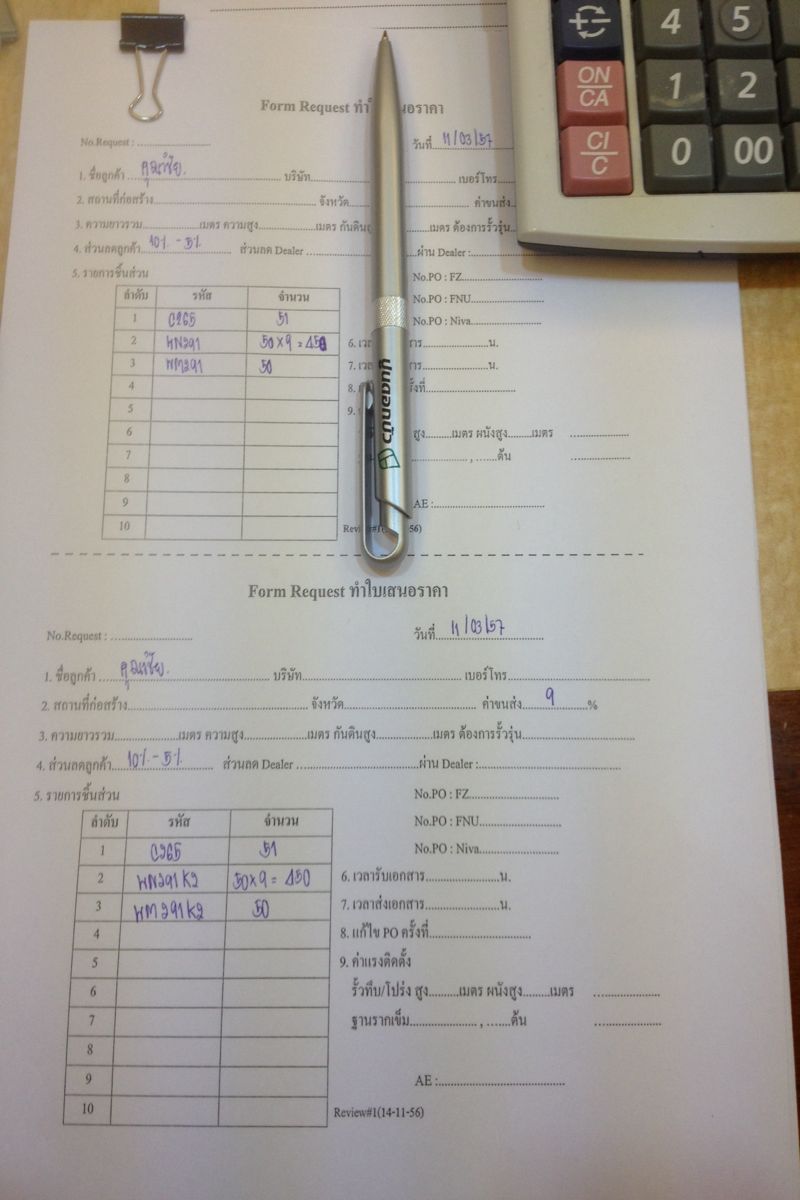 4 5
ON
CA 1 2
CI
C 0 00
Form Request ทำใ นอราคา
No.Request : ........................
วันที่ 11/03/57
1. ชื่อลูกค้า คุณชัย. บริษัท........................ เบอร์โทร
2. สถานที่ก่อสร้าง........................ จังหวัด........................ ค่าขนส่ง
3. ความยาวรวม............เมตร ความสูง............เมตร กันดิน ............เมตร ต้องการรั้วรุ่น
4. ส่วนลดลูกค้า 10% - 5% ส่วนลด Dealer ............ผ่าน Dealer :
5. รายการชิ้นส่วน
No.PO : FZ........................
ลำดับ รหัส จำนวน
No.PO : FNU........................
1 C265 51
No.PO : Niva........................
2 WN291 50×9 = 450
6. เวลา สาร............น.
3 WM291 50
7. เวลา สาร............น.
4
8. ั้งที่........................
5
9.
6
สูง.........เมตร ผนังสูง.........เมตร ...............
7
............... , ......ต้น ...............
8
9
AE :........................
10
Review#1( 56)
Form Request ทำใบเสนอราคา
No.Request : ........................
วันที่ 11/03/57
1. ชื่อลูกค้า คุณชัย. บริษัท........................ เบอร์โทร........................
2. สถานที่ก่อสร้าง........................ จังหวัด........................ ค่าขนส่ง 9 %
3. ความยาวรวม............เมตร ความสูง............เมตร กันดินสูง............เมตร ต้องการรั้วรุ่น............
4. ส่วนลดลูกค้า 10% - 5% ส่วนลด Dealer ............ผ่าน Dealer :............
5. รายการชิ้นส่วน
No.PO : FZ........................
ลำดับ รหัส จำนวน
No.PO : FNU........................
1 C265 51
No.PO : Niva........................
2 WN291K2 50×9 = 450
6. เวลารับเอกสาร............น.
3 WM291K2 50
7. เวลาส่งเอกสาร............น.
4
8. แก้ไข PO ครั้งที่........................
5
9. ค่าแรงติดตั้ง
6
รั้วทึบ/โปร่ง สูง.........เมตร ผนังสูง.........เมตร ...............
7
ฐานรากเข็ม............... , ......ต้น ...............
8
9
AE :........................
10
Review#1(14-11-56)